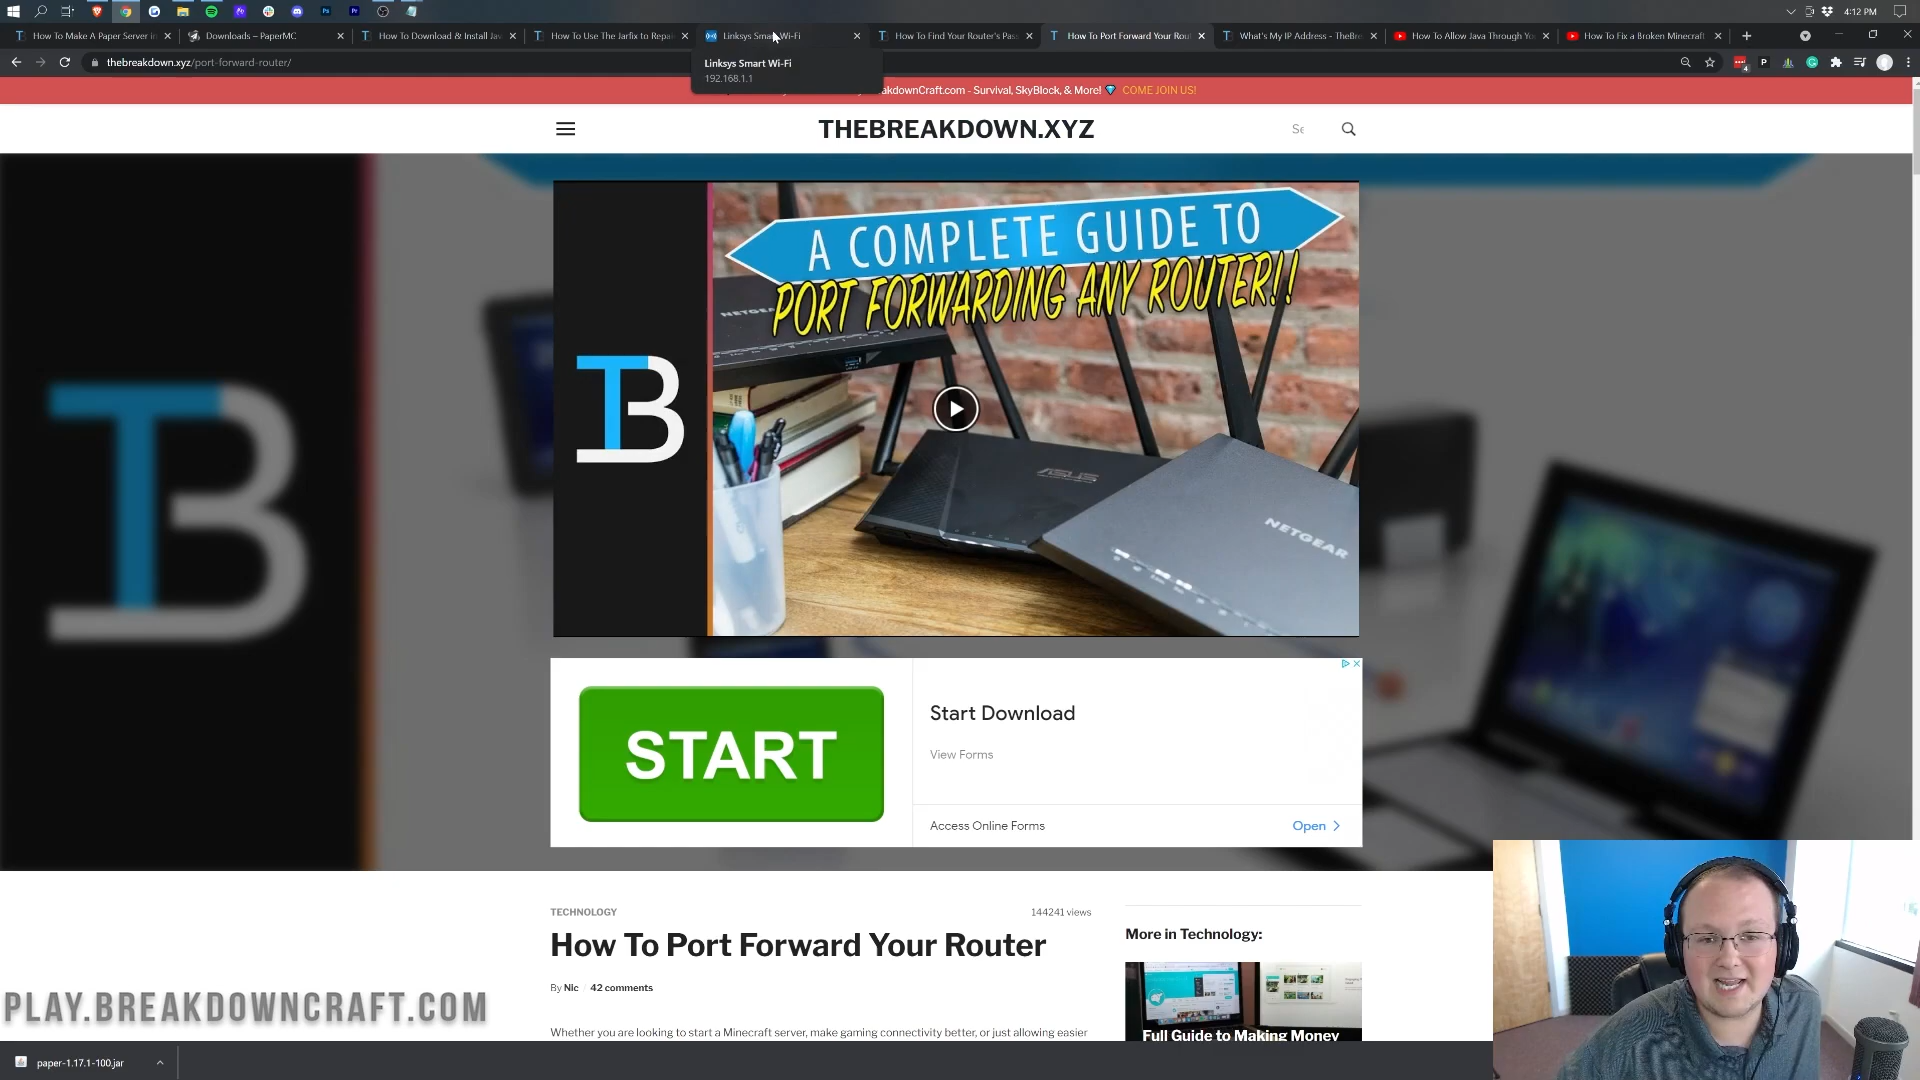 4:12 PM
How To Make A Paper Server in
Downloads – PaperMC
How To Download & Install Jav
How To Use The Jarfix to Repai
Linksys Smart Wi-Fi
How To Find Your Router's Pass
How To Port Forward Your Rout
What's My IP Address - TheBre
How To Allow Java Through Yo
How To Fix a Broken Minecraft
thebreakdown.xyz/port-forward-router/
Linksys Smart Wi-Fi
192.168.1.1
akdownCraft.com - Survival, SkyBlock, & More! 💎 COME JOIN US!
THEBREAKDOWN.XYZ
Se
A COMPLETE GUIDE TO
PORT FORWARDING ANY ROUTER!!
NETGEAR
TB
ASUS
NETGEAR
START
Start Download
View Forms
Access Online Forms
Open
TECHNOLOGY
144241 views
How To Port Forward Your Router
By Nic / 42 comments
Whether you are looking to start a Minecraft server, make gaming connectivity better, or just allowing easier
More in Technology:
Full Guide to Making Money
PLAY.BREAKDOWNCRAFT.COM
paper-1.17.1-100.jar